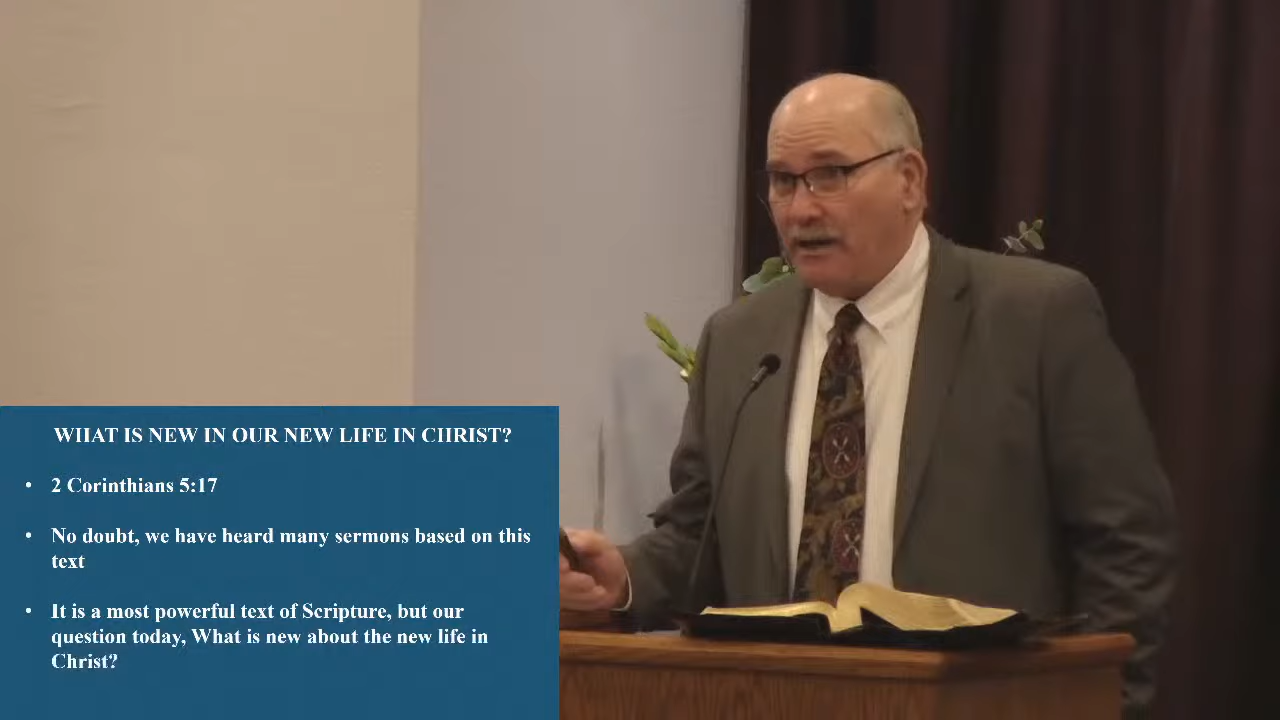 WHAT IS NEW IN OUR NEW LIFE IN CHRIST?
• 2 Corinthians 5:17
• No doubt, we have heard many sermons based on this
text
• It is a most powerful text of Scripture, but our
question today, What is new about the new life in
Christ?